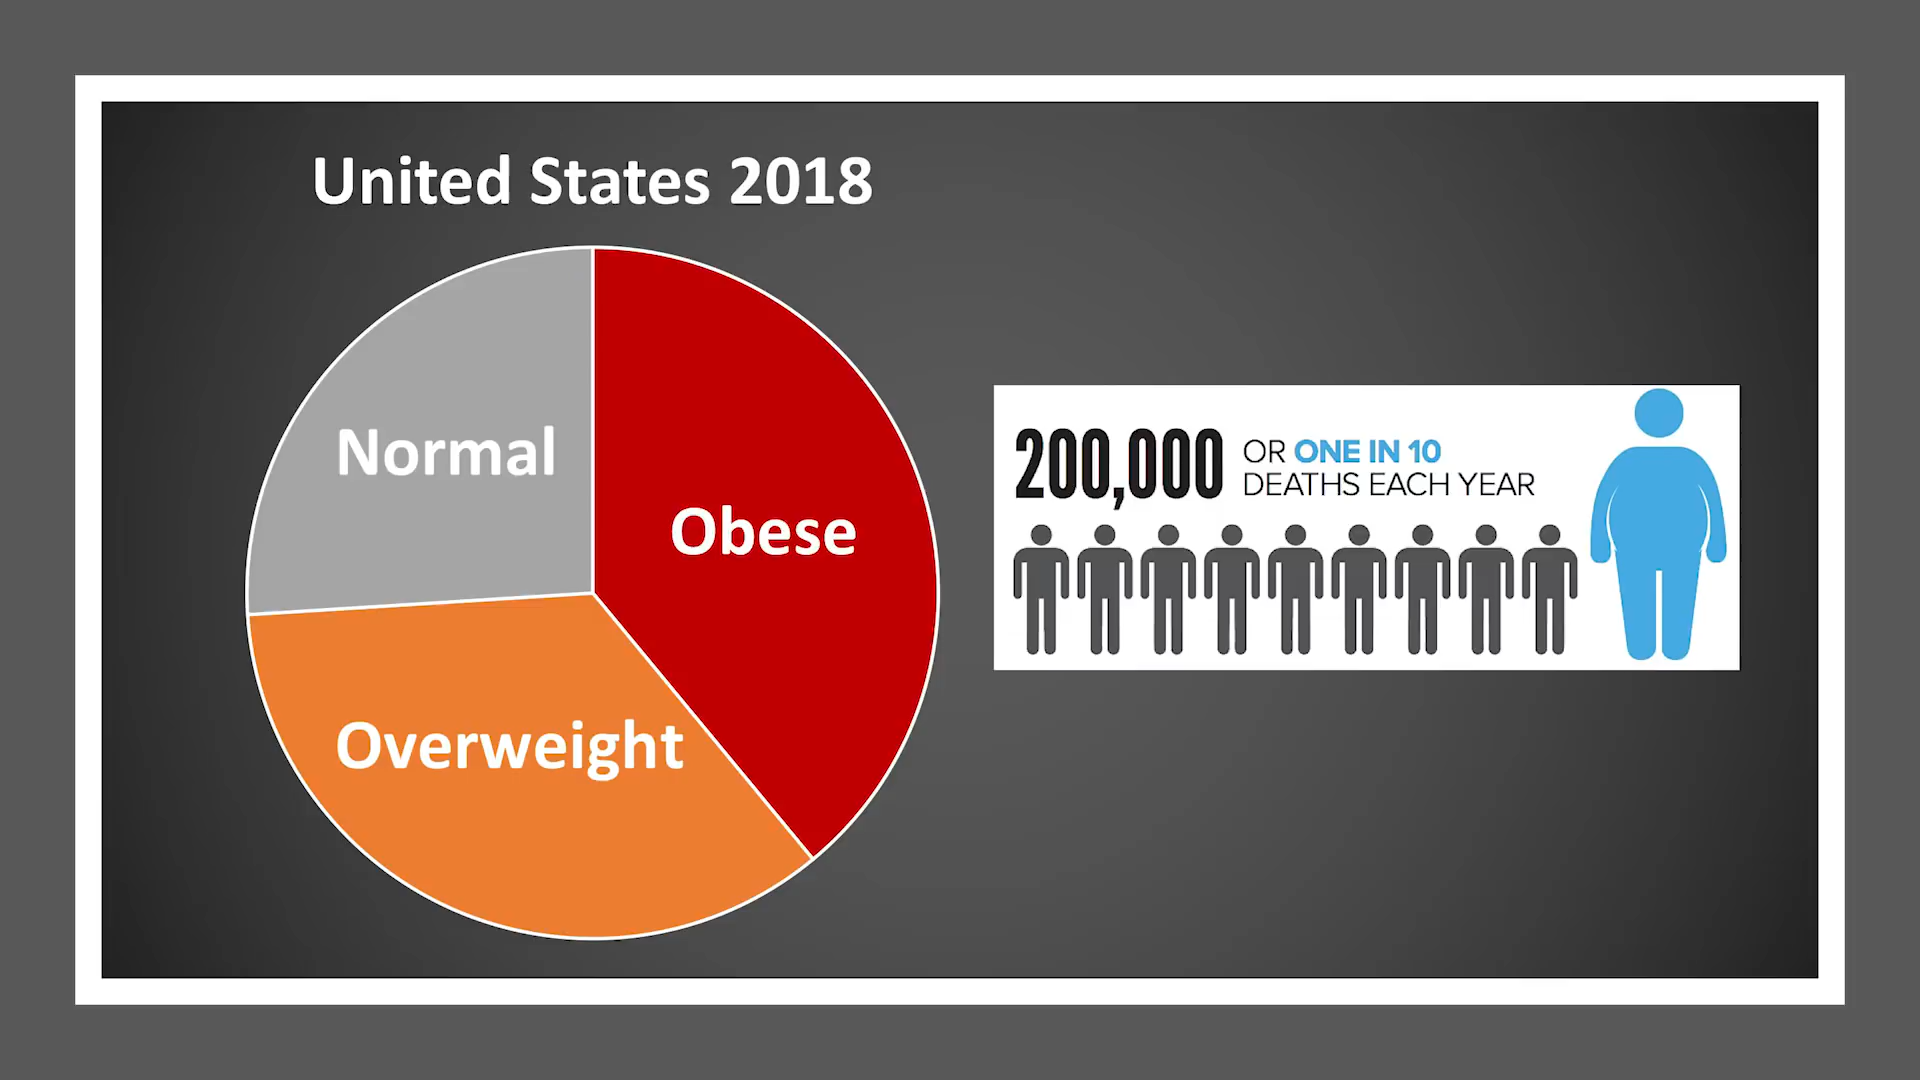 United States 2018
Normal
Obese
Overweight
200,000 OR ONE IN 10
DEATHS EACH YEAR